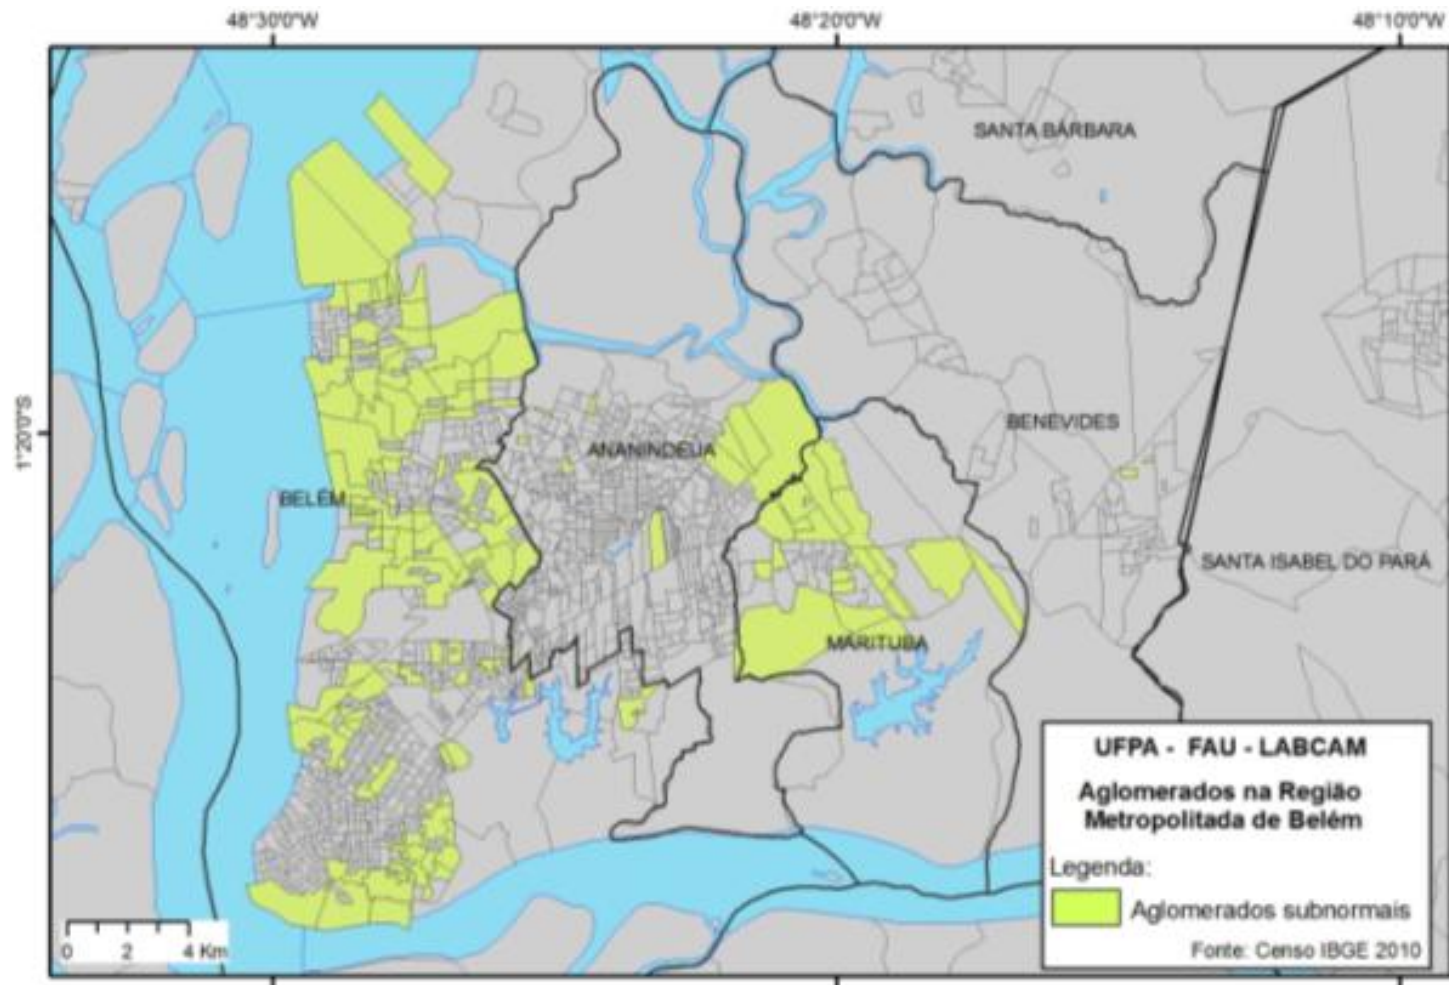 48°30'0"W
48°20'0"W
48°10'0"W
SANTA BÁRBARA
1°20'0"S
BENEVIDES
ANANINDEUA
BELÉM
SANTA ISABEL DO PARÁ
MARITUBA
UFPA - FAU - LABCAM
Aglomerados na Região
Metropolitada de Belém
Legenda:
Aglomerados subnormais
Fonte: Censo IBGE 2010
0 2 4 Km